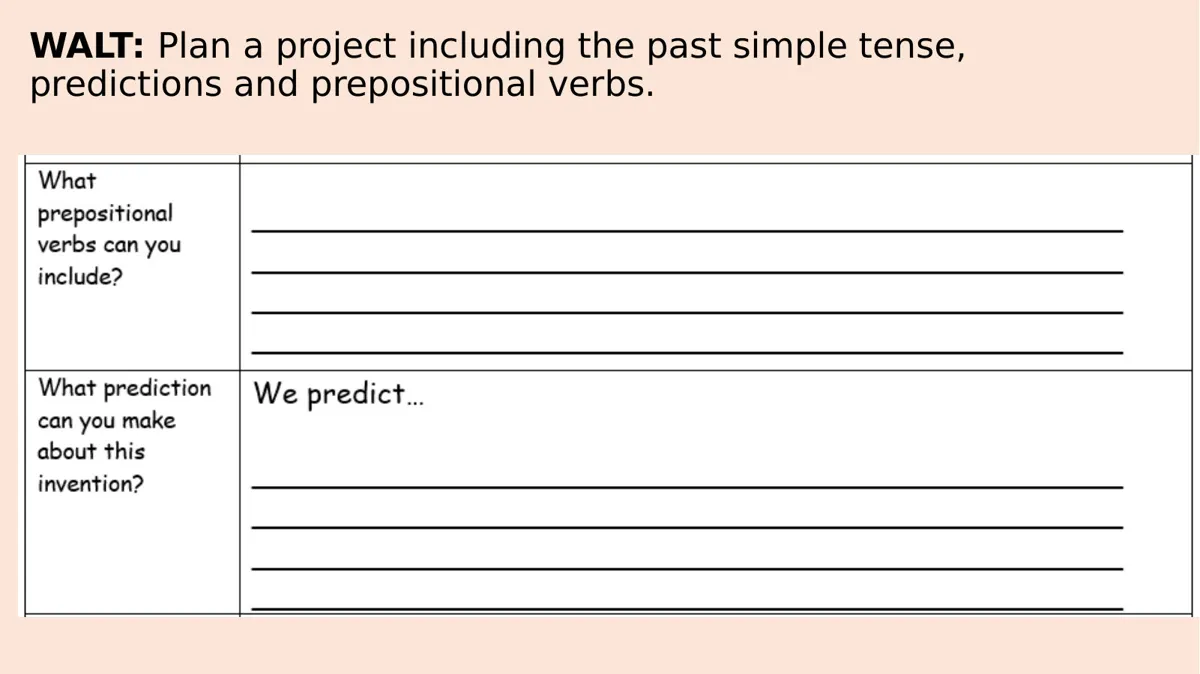 WALT: Plan a project including the past simple tense,
predictions and prepositional verbs.
What
prepositional
verbs can you
include?
What prediction
can you make
about this
invention?
We predict...